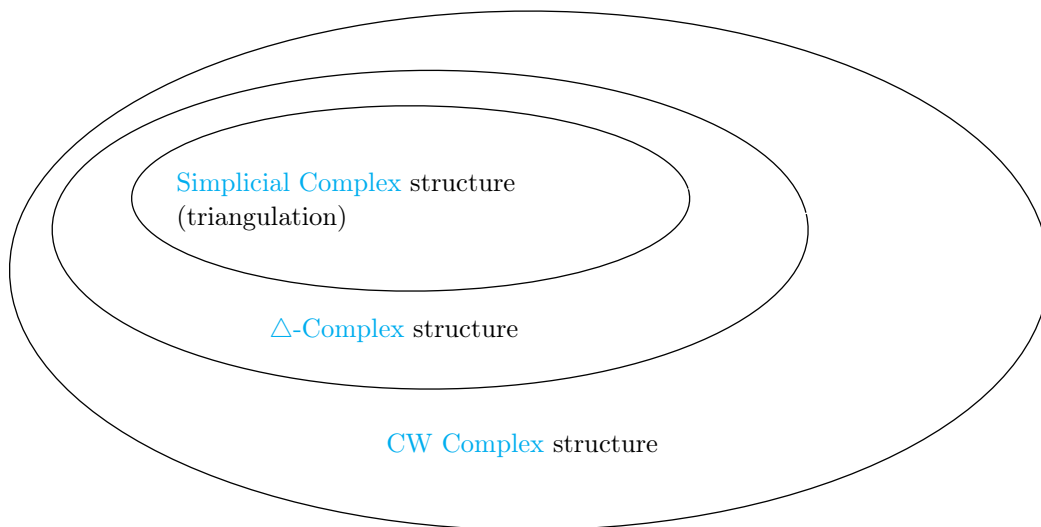 Simplicial Complex structure
(triangulation)
△-Complex structure
CW Complex structure